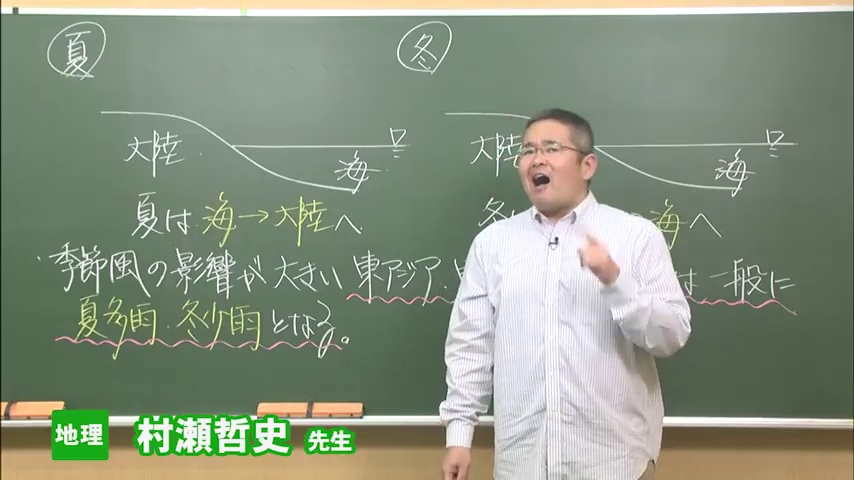 夏
冬
大陸
海
大陸
海
夏は海→大陸へ
冬は 海へ
季節風の影響が大きい東アジア・ は一般に
夏多雨・冬少雨となる。
地理 村瀬哲史 先生